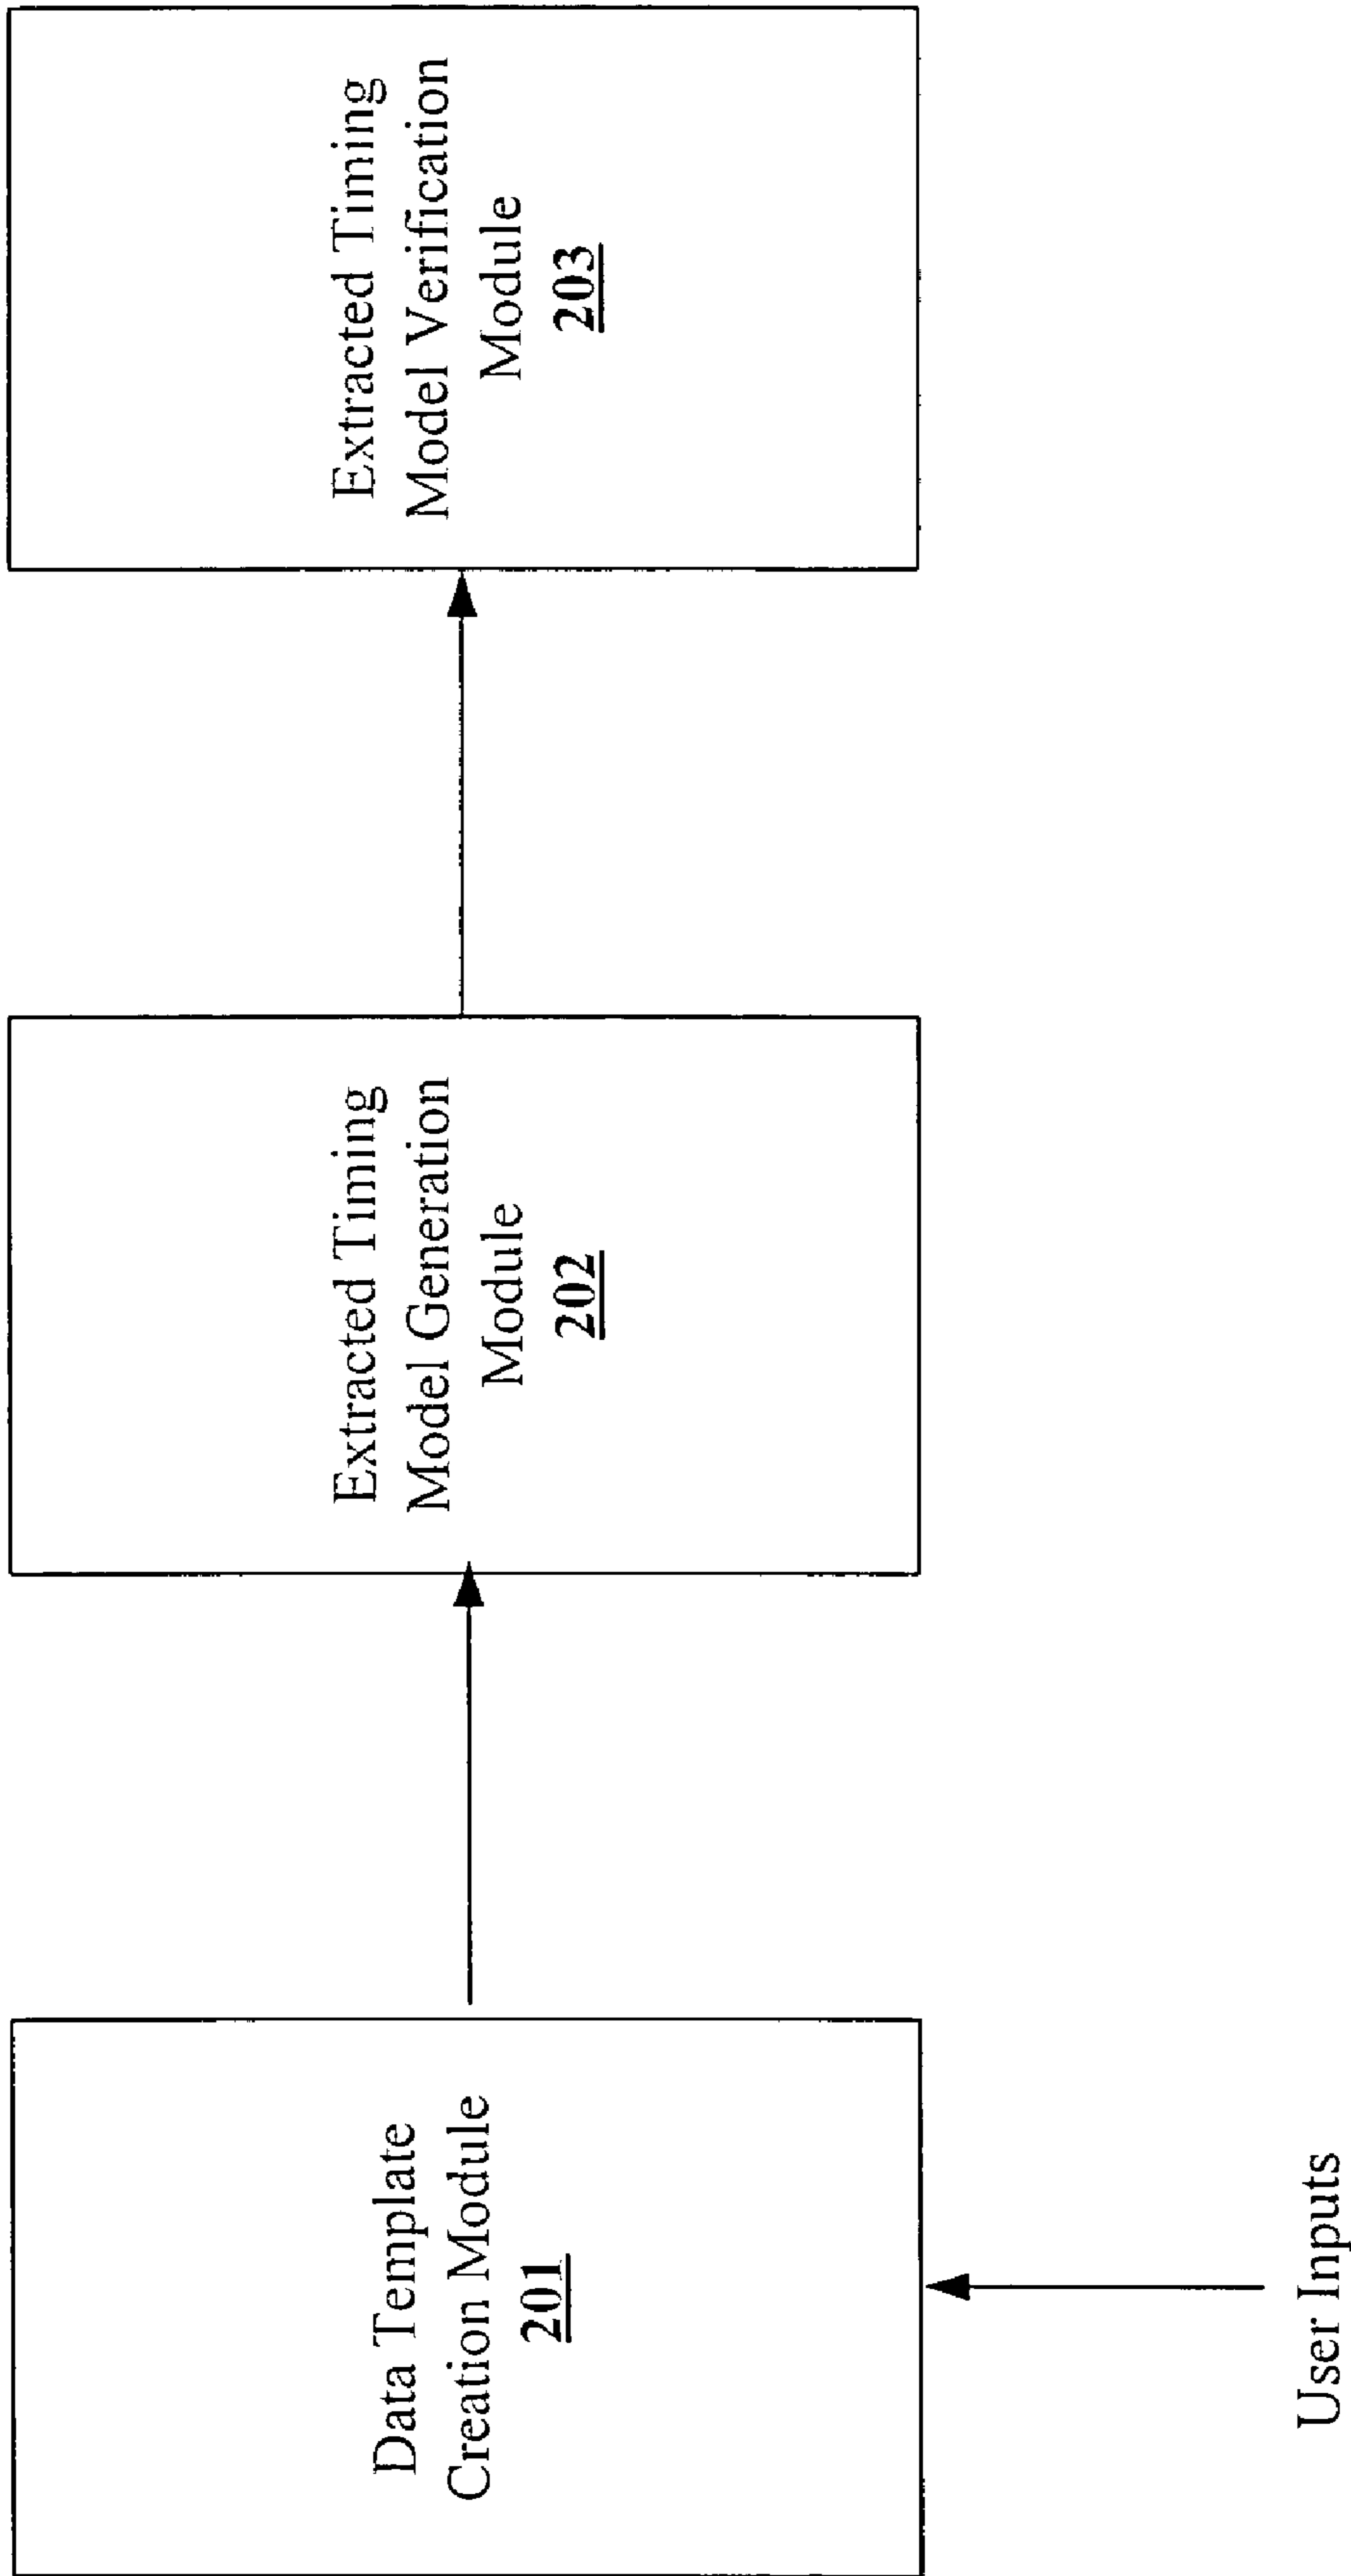 Data Template
Creation Module
201
Extracted Timing
Model Generation
Module
202
Extracted Timing
Model Verification
Module
203
User Inputs